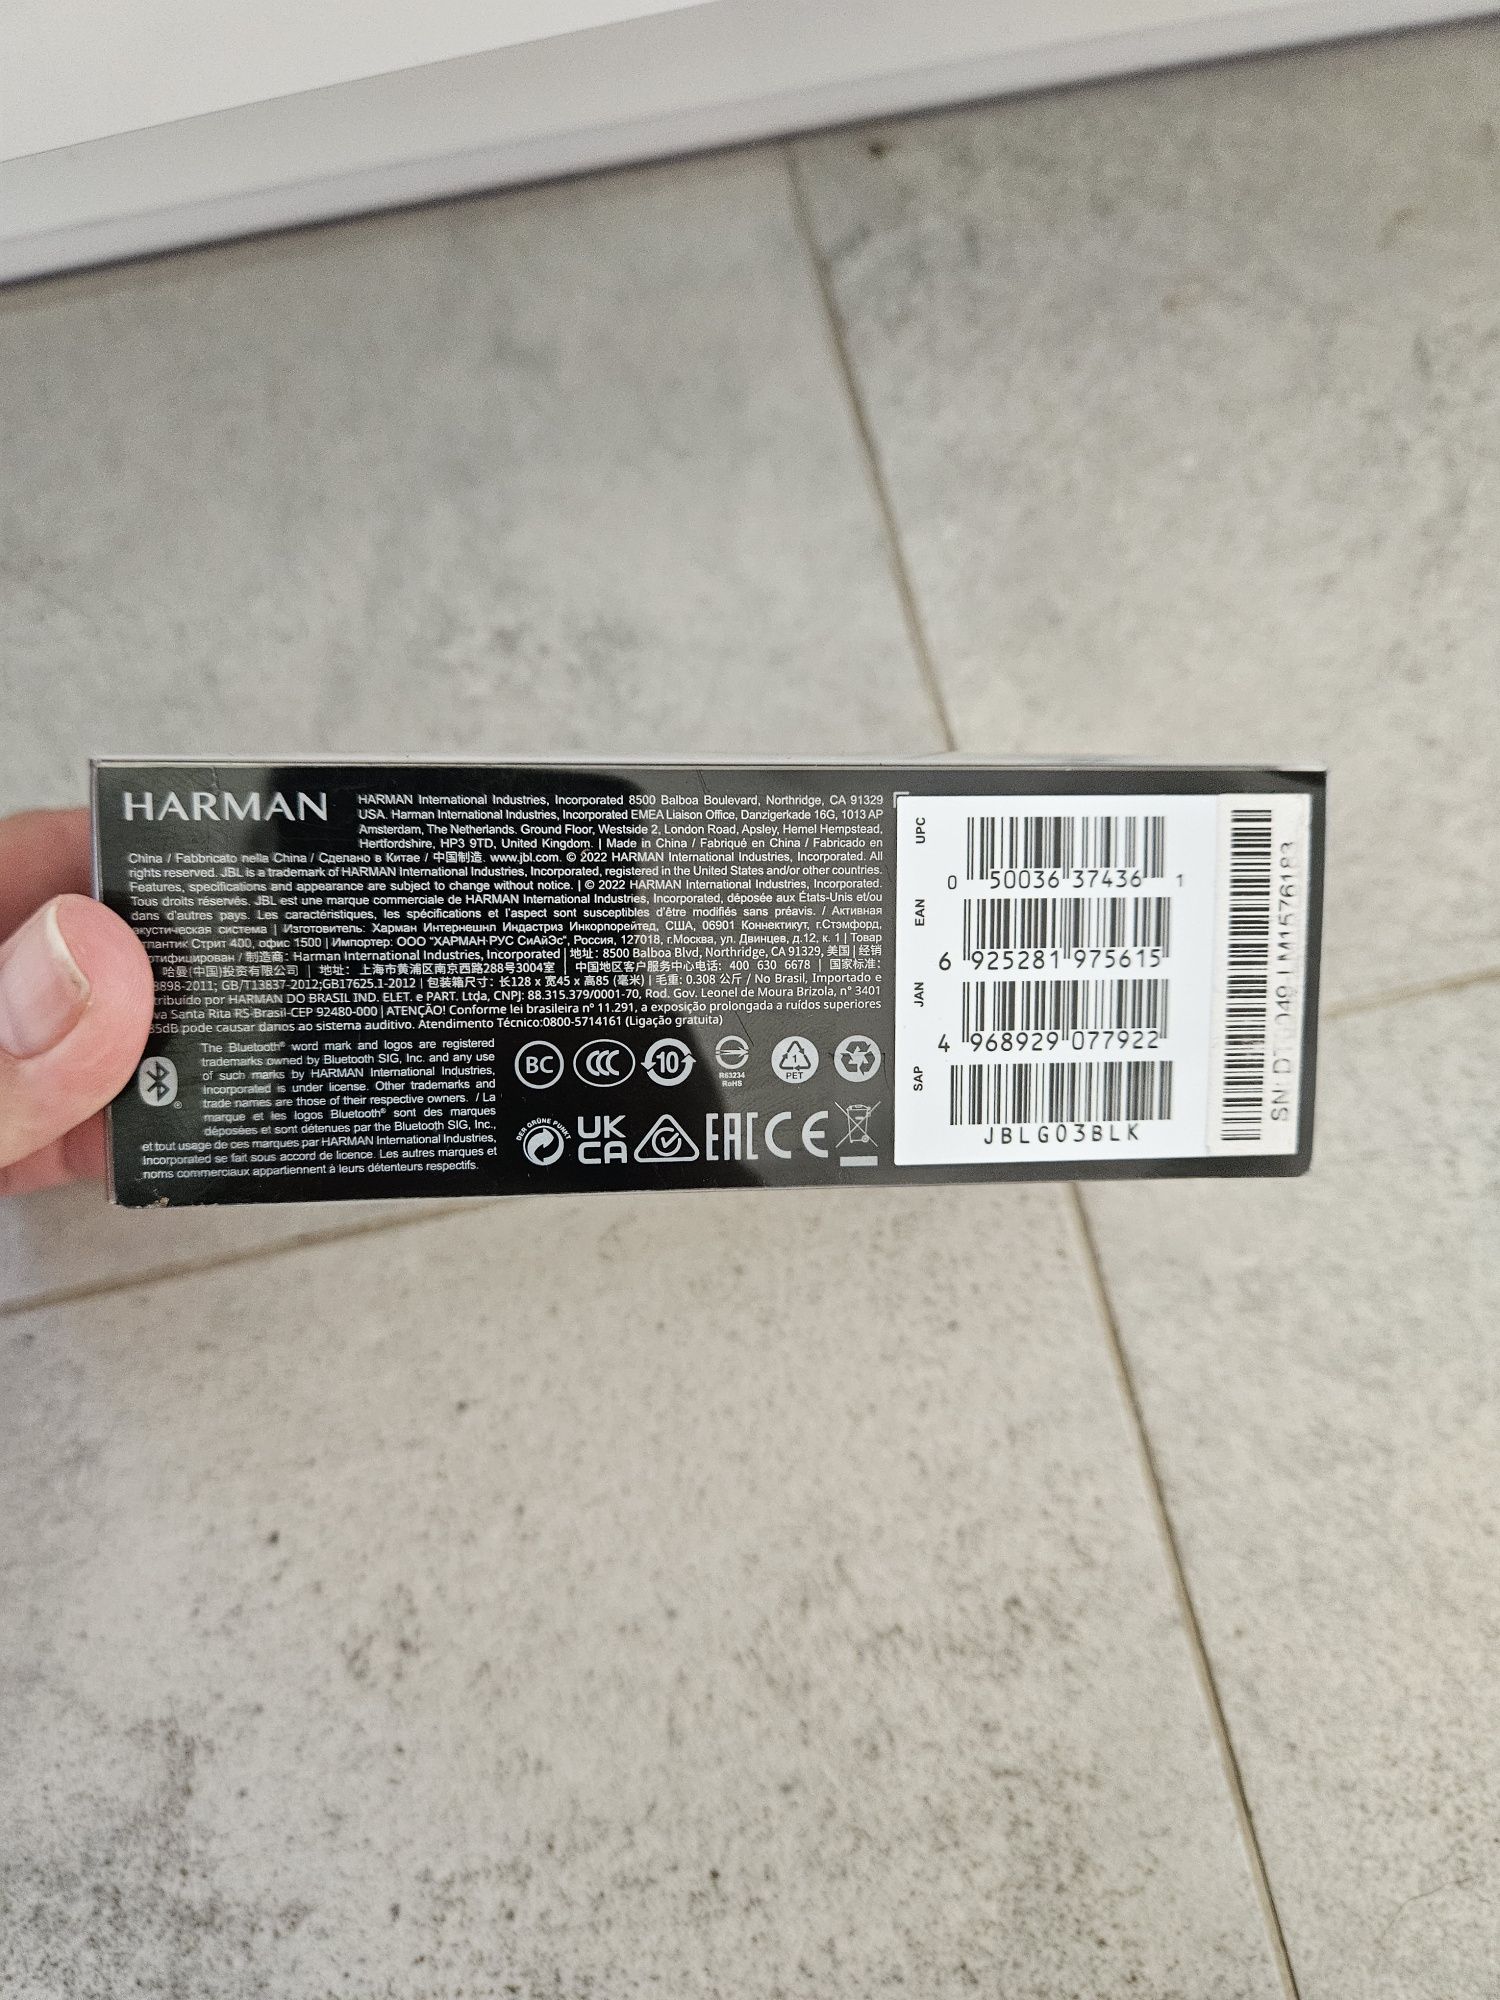 HARMAN
HARMAN International Industries, Incorporated 8500 Balboa Boulevard, Northridge, CA 91329
USA. Harman International Industries, Incorporated EMEA Liaison Office, Danzigerkade 16G, 1013 AP
Amsterdam, The Netherlands. Ground Floor, Westside 2, London Road, Apsley, Hemel Hempstead,
Hertfordshire, HP3 9TD, United Kingdom. | Made in China / Fabriqué en China / Fabricado en
China / Fabbricato nella China / Сделано в Китае / 中国制造. www.jbl.com. © 2022 HARMAN International Industries, Incorporated. All
rights reserved. JBL is a trademark of HARMAN International Industries, Incorporated, registered in the United States and/or other countries.
Features, specifications and appearance are subject to change without notice. | © 2022 HARMAN International Industries, Incorporated.
Tous droits réservés. JBL est une marque commerciale de HARMAN International Industries, Incorporated, déposée aux États-Unis et/ou
dans d'autres pays. Les caractéristiques, les spécifications et l'aspect sont susceptibles d'être modifiés sans préavis. / Активная
акустическая система | Изготовитель: Харман Интернешнл Индастриз Инкорпорейтед, США, 06901 Коннектикут, г.Стэмфорд,
тлантик Стрит 400, офис 1500 | Импортер: ООО "ХАРМАН РУС СиАйЭс", Россия, 127018, г.Москва, ул. Двинцев, д.12, к. 1 | Товар
ртифицирован / 制造商: Harman International Industries, Incorporated | 地址: 8500 Balboa Blvd, Northridge, CA 91329, 美国 | 经销
哈曼(中国)投资有限公司 | 地址: 上海市黄浦区南京西路288号3004室 | 中国地区客户服务中心电话: 400 630 6678 | 国家标准:
8898-2011; GB/T13837-2012;GB17625.1-2012 | 包装箱尺寸: 长128 x 宽45 x 高85 (毫米) | 毛重: 0.308 公斤 / No Brasil, Importado e
tribuído por HARMAN DO BRASIL IND. ELET. e PART. Ltda, CNPJ: 88.315.379/0001-70, Rod. Gov. Leonel de Moura Brizola, n° 3401
va Santa Rita RS-Brasil-CEP 92480-000 | ATENÇÃO! Conforme lei brasileira n° 11.291, a exposição prolongada a ruídos superiores
85dB pode causar danos ao sistema auditivo. Atendimento Técnico:0800-5714161 (Ligação gratuita)
The Bluetooth® word mark and logos are registered
trademarks owned by Bluetooth SIG, Inc. and any use
of such marks by HARMAN International Industries,
Incorporated is under license. Other trademarks and
trade names are those of their respective owners. / La
marque et les logos Bluetooth® sont des marques
déposées et sont détenues par the Bluetooth SIG, Inc.,
et tout usage de ces marques par HARMAN International Industries,
Incorporated se fait sous accord de licence. Les autres marques et
noms commerciaux appartiennent à leurs détenteurs respectifs.
®
BC
CCC
10
R63234
RoHS
1
PET
DER GRÜNE PUNKT
UK
CA
EAC
CE
UPC
0 50036 37436 1
EAN
6 925281 975615
JAN
4 968929 077922
SAP
JBLGO3BLK